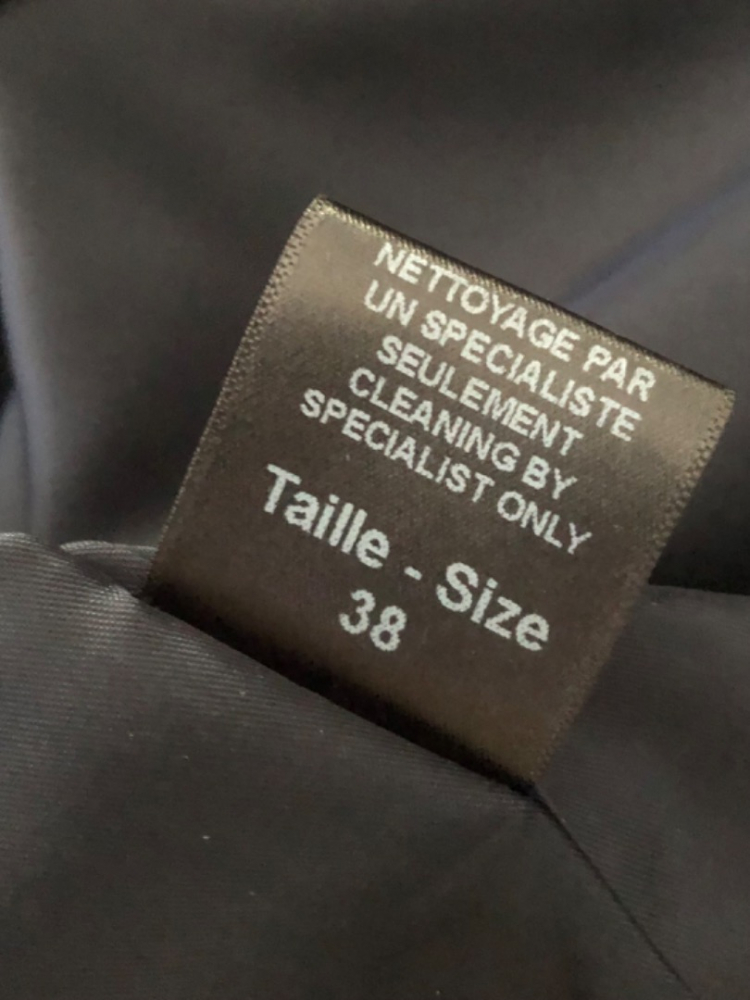 NETTOYAGE PAR
UN SPECIALISTE
SEULEMENT
CLEANING BY
SPECIALIST ONLY
Taille - Size
38